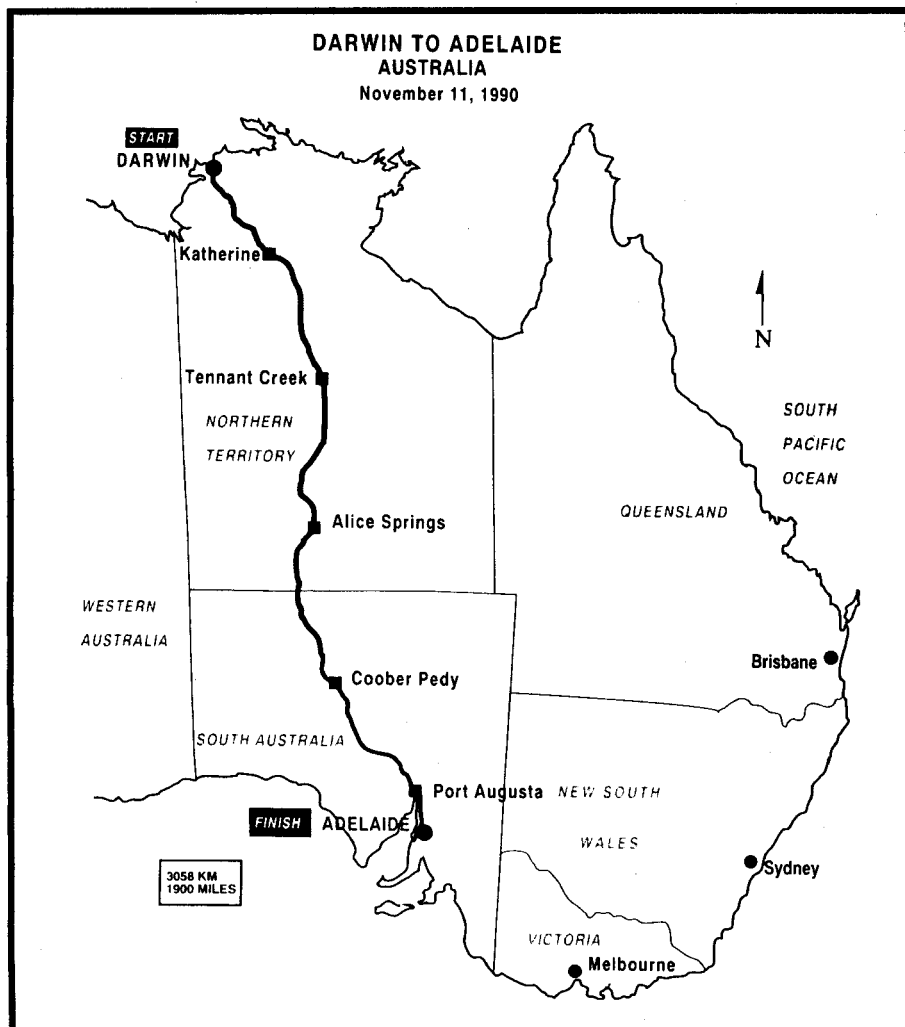 DARWIN TO ADELAIDE
AUSTRALIA
November 11, 1990
START
DARWIN
Katherine
N
Tennant Creek
NORTHERN
TERRITORY
SOUTH
PACIFIC
OCEAN
Alice Springs
QUEENSLAND
WESTERN
AUSTRALIA
Brisbane
Coober Pedy
SOUTH AUSTRALIA
Port Augusta
NEW SOUTH
WALES
FINISH
ADELAIDE
Sydney
3058 KM
1900 MILES
VICTORIA
Melbourne